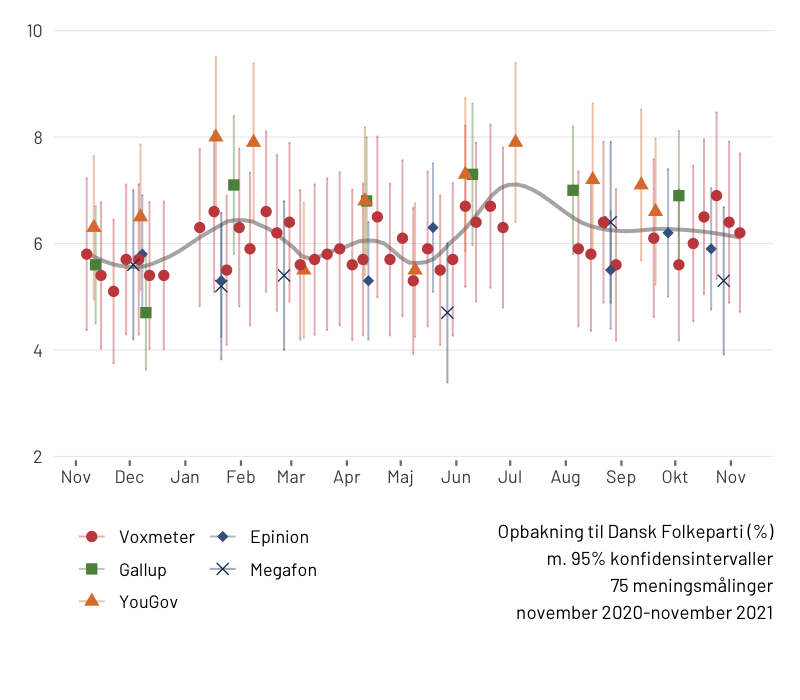 10
8
6
4
2
Nov Dec Jan Feb Mar Apr Maj Jun Jul Aug Sep Okt Nov
Voxmeter
Gallup
YouGov
Epinion
Megafon
Opbakning til Dansk Folkeparti (%)
m. 95% konfidensintervaller
75 meningsmålinger
november 2020-november 2021